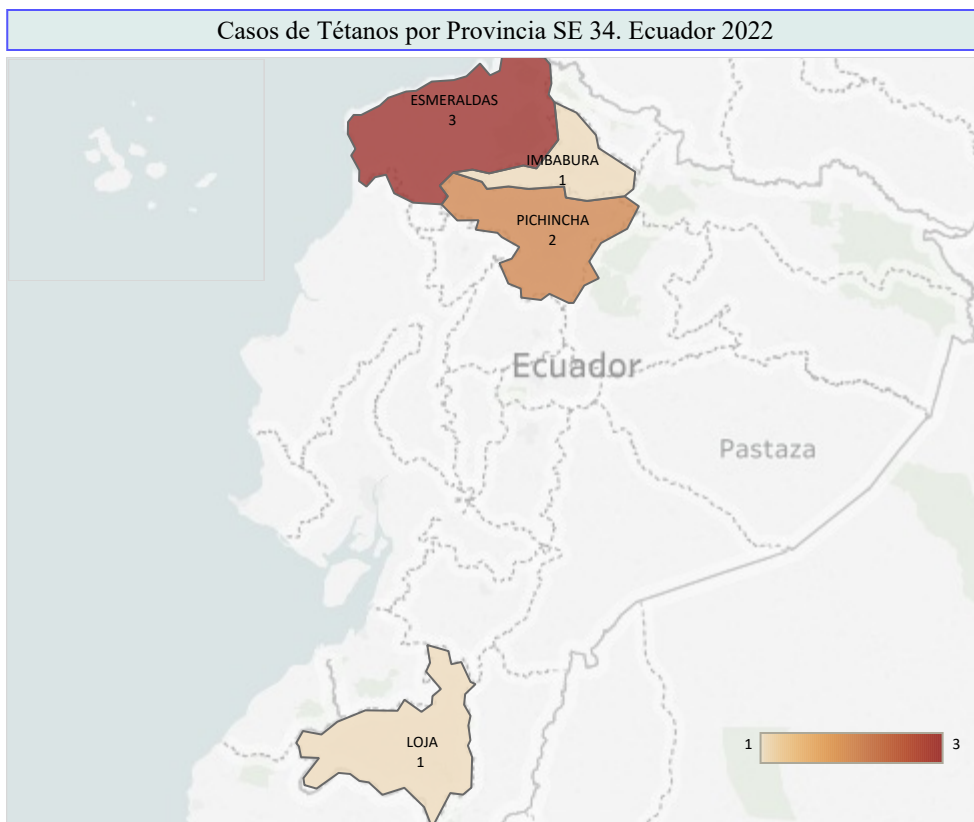 Casos de Tétanos por Provincia SE 34. Ecuador 2022
ESMERALDAS
3
IMBABURA
1
PICHINCHA
2
Ecuador
Pastaza
LOJA
1
1
3